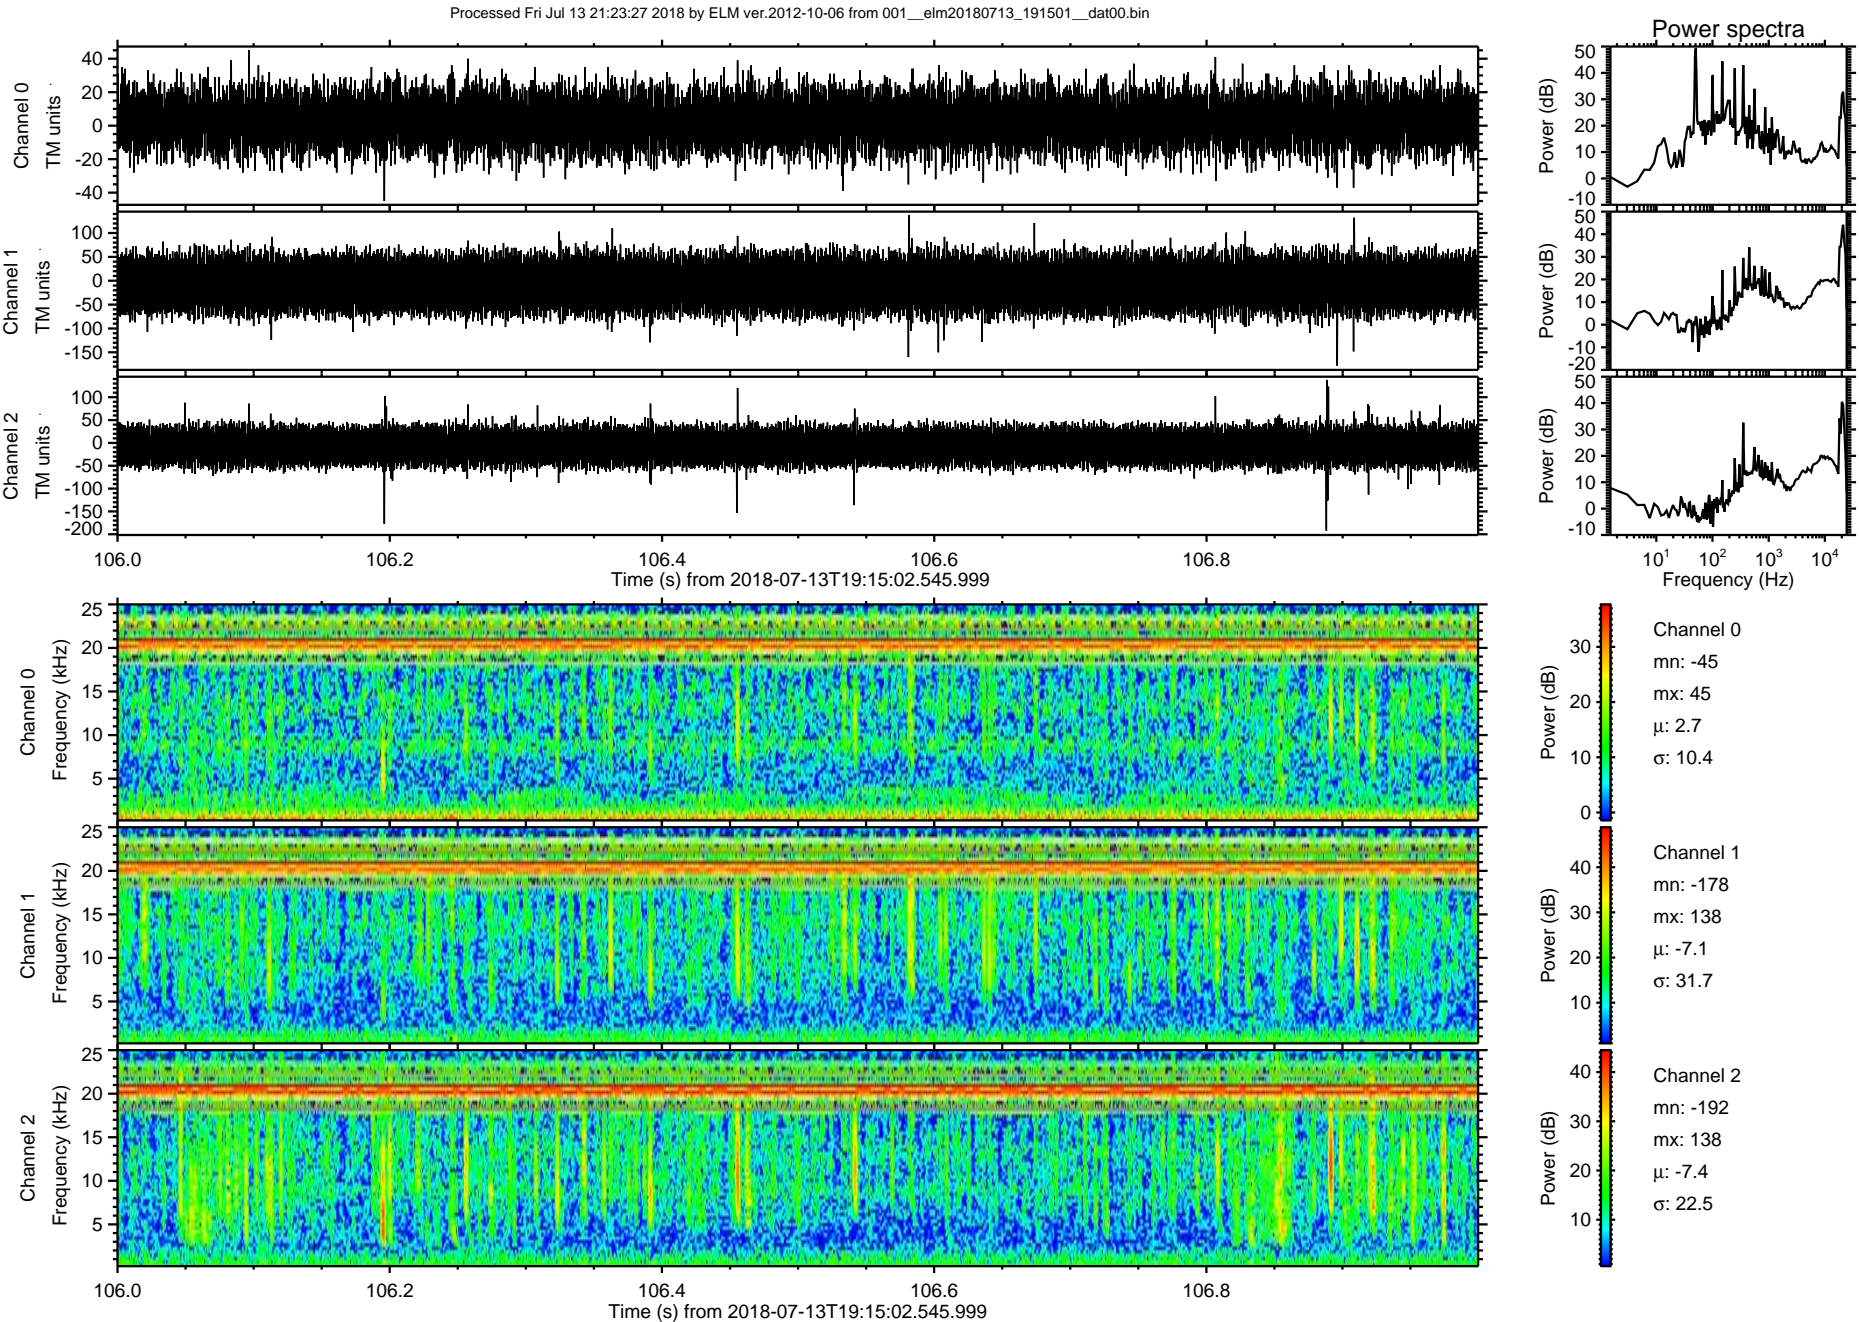 Processed Fri Jul 13 21:23:27 2018 by ELM ver.2012-10-06 from 001__elm20180713_191501__dat00.bin
Power spectra
Channel 0
TM units
40
20
0
-20
-40
Power (dB)
50
40
30
20
10
0
-10
Channel 1
TM units
100
50
0
-50
-100
-150
Power (dB)
50
40
30
20
10
0
-10
-20
Channel 2
TM units
100
50
0
-50
-100
-150
-200
Power (dB)
50
40
30
20
10
0
-10
106.0 106.2 106.4 106.6 106.8
Time (s) from 2018-07-13T19:15:02.545.999
10^1 10^2 10^3 10^4
Frequency (Hz)
Channel 0
Frequency (kHz)
25
20
15
10
5
Power (dB)
30
20
10
0
Channel 0
mn: -45
mx: 45
μ: 2.7
σ: 10.4
Channel 1
Frequency (kHz)
25
20
15
10
5
Power (dB)
40
30
20
10
Channel 1
mn: -178
mx: 138
μ: -7.1
σ: 31.7
Channel 2
Frequency (kHz)
25
20
15
10
5
Power (dB)
40
30
20
10
Channel 2
mn: -192
mx: 138
μ: -7.4
σ: 22.5
106.0 106.2 106.4 106.6 106.8
Time (s) from 2018-07-13T19:15:02.545.999